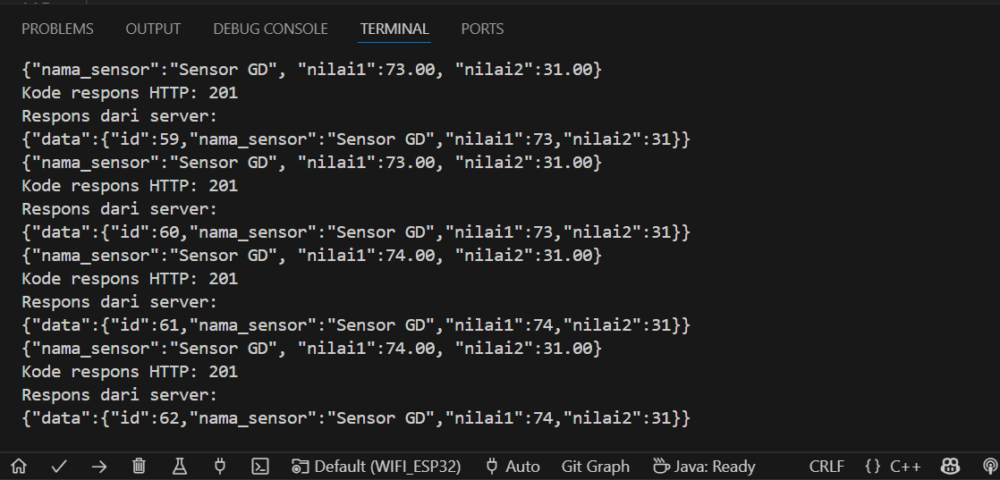 PROBLEMS OUTPUT DEBUG CONSOLE TERMINAL PORTS
{"nama_sensor":"Sensor GD", "nilai1":73.00, "nilai2":31.00}
Kode respons HTTP: 201
Respons dari server:
{"data":{"id":59,"nama_sensor":"Sensor GD","nilai1":73,"nilai2":31}}
{"nama_sensor":"Sensor GD", "nilai1":73.00, "nilai2":31.00}
Kode respons HTTP: 201
Respons dari server:
{"data":{"id":60,"nama_sensor":"Sensor GD","nilai1":73,"nilai2":31}}
{"nama_sensor":"Sensor GD", "nilai1":74.00, "nilai2":31.00}
Kode respons HTTP: 201
Respons dari server:
{"data":{"id":61,"nama_sensor":"Sensor GD","nilai1":74,"nilai2":31}}
{"nama_sensor":"Sensor GD", "nilai1":74.00, "nilai2":31.00}
Kode respons HTTP: 201
Respons dari server:
{"data":{"id":62,"nama_sensor":"Sensor GD","nilai1":74,"nilai2":31}}
Default (WIFI_ESP32) Auto Git Graph Java: Ready CRLF {} C++